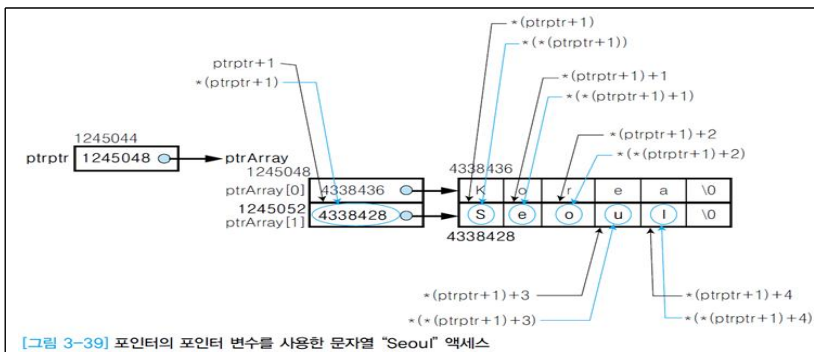 *(ptrptr+1)
*(*(ptrptr+1))
ptrptr+1
*(ptrptr+1)
*(ptrptr+1)+1
*(*(ptrptr+1)+1)
*(ptrptr+1)+2
*(*(ptrptr+1)+2)
1245044
ptrptr 1245048 ptrArray
1245048 4338436
ptrArray[0] 4338436 K o r e a \0
1245052
ptrArray[1] 4338428 S e o u l \0
4338428
*(ptrptr+1)+3 *(ptrptr+1)+4
*(*(ptrptr+1)+3) *(*(ptrptr+1)+4)
[그림 3-39] 포인터의 포인터 변수를 사용한 문자열 “Seoul” 액세스